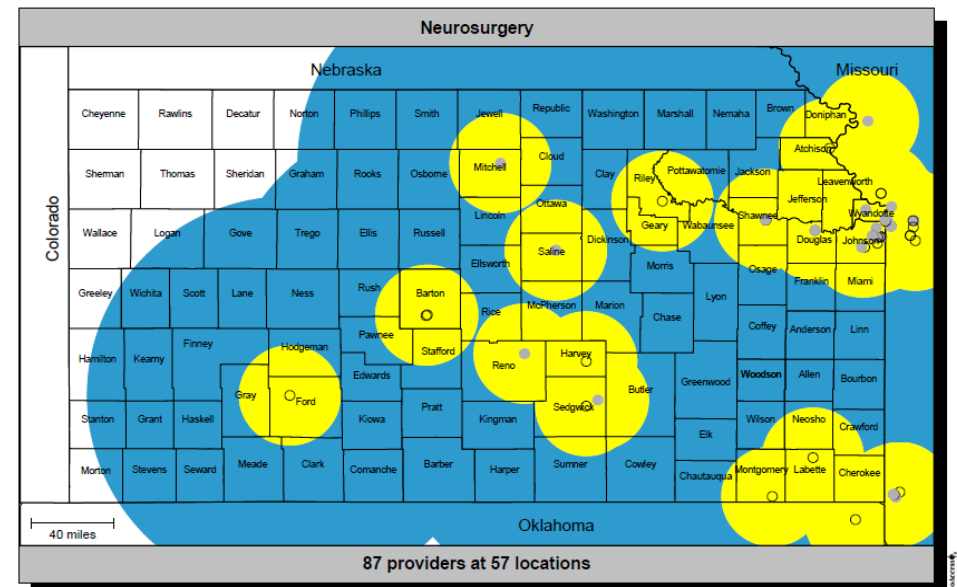 Neurosurgery
Nebraska
Missouri
Colorado
Cheyenne Rawlins Decatur Norton Phillips Smith Jewell Republic Washington Marshall Nemaha Brown Doniphan
Atchison
Sherman Thomas Sheridan Graham Rooks Osborne Mitchell Cloud Clay Riley Pottawatomie Jackson
Jefferson Leavenworth
Wallace Logan Gove Trego Ellis Russell Lincoln Ottawa Dickinson Geary Wabaunsee Shawnee Douglas Johnson Wyandotte
Ellsworth Saline Morris Osage Franklin Miami
Greeley Wichita Scott Lane Ness Rush Barton Rice McPherson Marion Chase Lyon Coffey Anderson Linn
Hamilton Kearny Finney Hodgeman Pawnee Stafford Reno Harvey
Gray Ford Edwards Sedgwick Butler Greenwood Woodson Allen Bourbon
Stanton Grant Haskell Kiowa Pratt Kingman Elk Wilson Neosho Crawford
Morton Stevens Seward Meade Clark Comanche Barber Harper Sumner Cowley Chautauqua Montgomery Labette Cherokee
Oklahoma
40 miles
87 providers at 57 locations